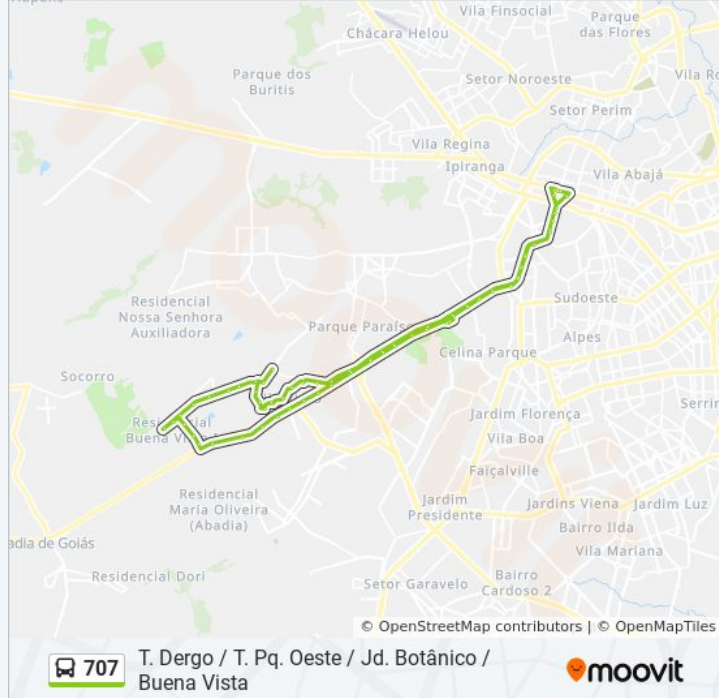 Vila Finsocial
Parque
das Flores
Chácara Helou
Setor Noroeste
Vila Ro
Parque dos
Buritis
Setor Perim
Vila Regina
Ipiranga
Vila Abajá
Residencial
Nossa Senhora
Auxiliadora
Sudoeste
Parque Paraíso
Alpes
Celina Parque
Socorro
Serrin
Jardim Florença
Vila Boa
Faiçalville
Residencial
Maria Oliveira
(Abadia)
Jardim
Presidente
Jardins Viena
Jardim Luz
Bairro Ilda
Vila Mariana
adia de Goiás
Residencial Dori
Bairro
Cardoso 2
Setor Garavelo
© OpenStreetMap contributors | © OpenMapTiles
707
T. Dergo / T. Pq. Oeste / Jd. Botânico /
Buena Vista
moovit